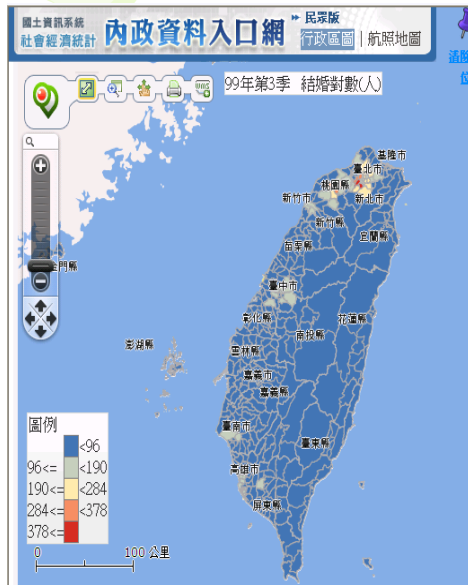 國土資訊系統
社會經濟統計
內政資料入口網
民眾版
行政區圖 | 航照地圖
99年第3季 結婚對數(人)
基隆市
臺北市
桃園縣
新北市
新竹市
新竹縣
宜蘭縣
苗栗縣
金門縣
臺中市
彰化縣
花蓮縣
南投縣
澎湖縣
雲林縣
嘉義市
嘉義縣
臺南市
臺東縣
高雄市
屏東縣
圖例
<96
96<= <190
190<= <284
284<= <378
378<=
0 100 公里